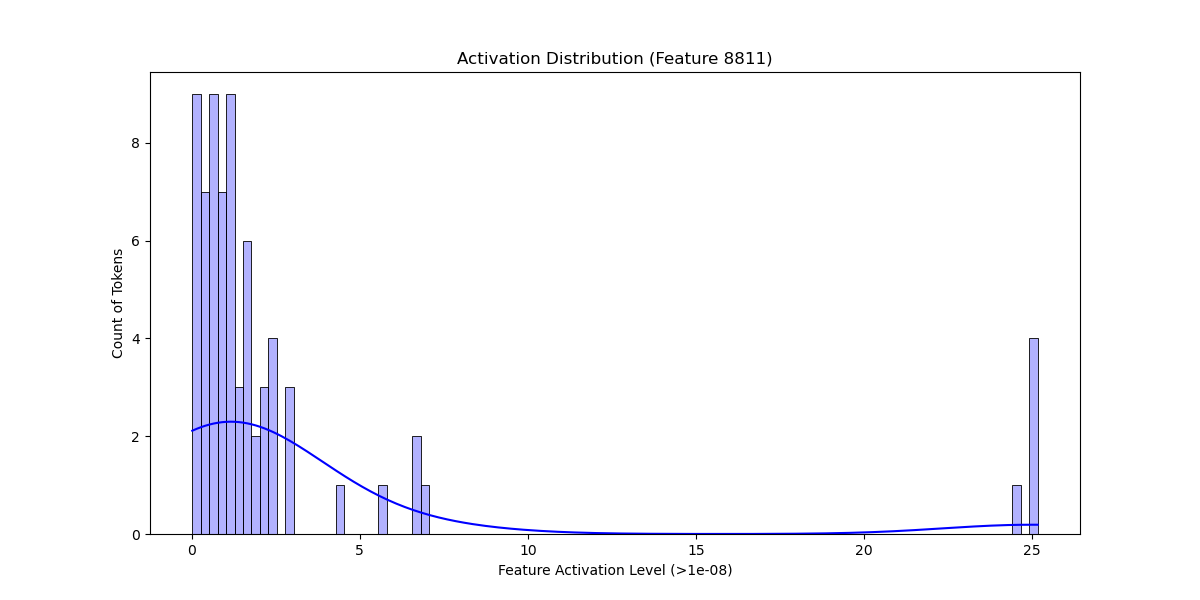 Activation Distribution (Feature 8811)
8
6
4
2
0
Count of Tokens
0 5 10 15 20 25
Feature Activation Level (>1e-08)